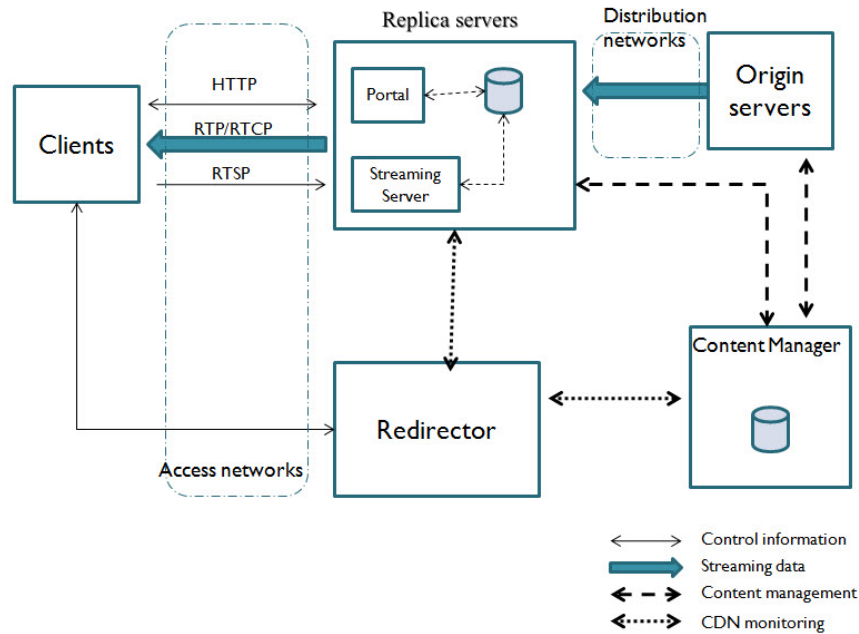 Replica servers
Distribution
networks
HTTP
Portal
Origin
servers
Clients
RTP/RTCP
RTSP
Streaming
Server
Content Manager
Redirector
Access networks
Control information
Streaming data
Content management
CDN monitoring